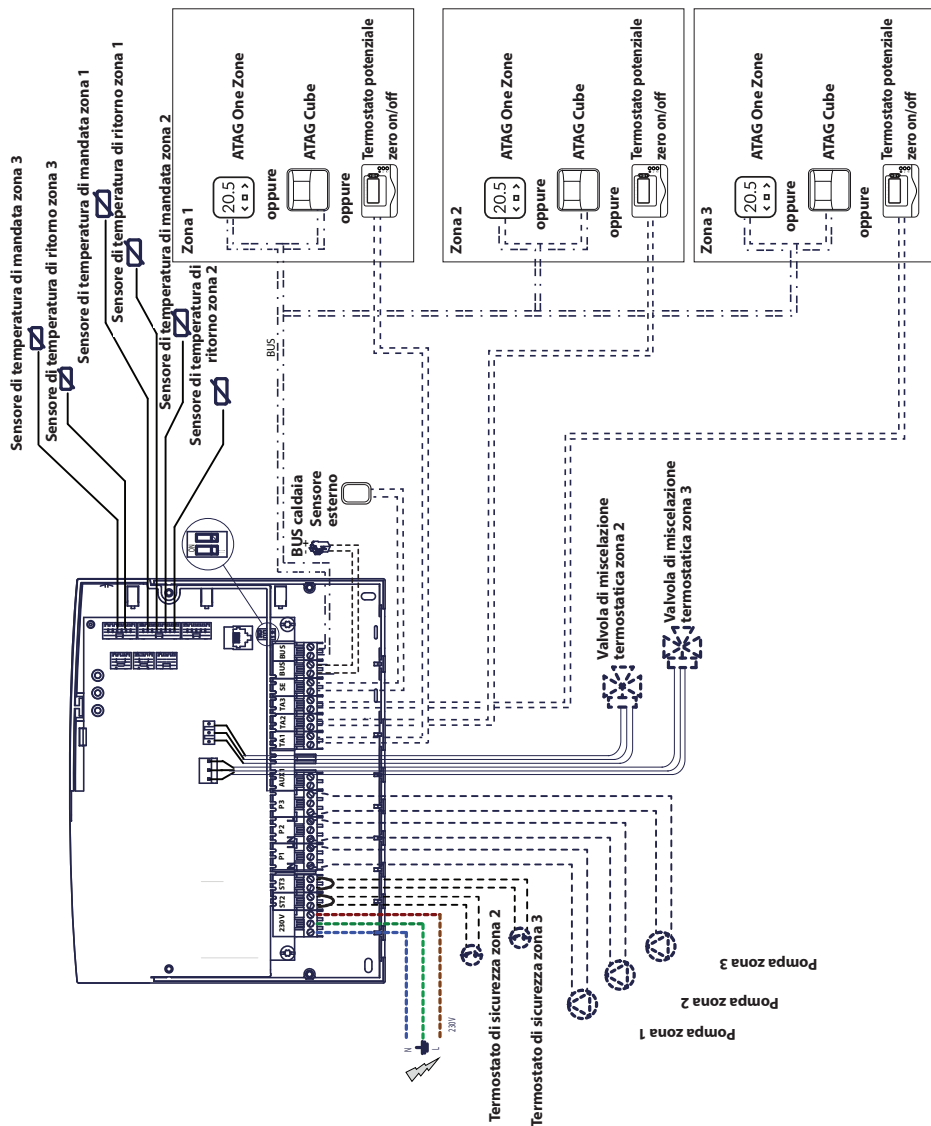 Sensore di temperatura di mandata zona 3
Sensore di temperatura di ritorno zona 3
Sensore di temperatura di mandata zona 1
Sensore di temperatura di ritorno zona 1
Sensore di temperatura di mandata zona 2
Sensore di temperatura di
ritorno zona 2
Zona 1
ATAG One Zone
20.5
oppure
ATAG Cube
oppure
Termostato potenziale
zero on/off
Zona 2
ATAG One Zone
20.5
oppure
ATAG Cube
oppure
Termostato potenziale
zero on/off
Zona 3
ATAG One Zone
20.5
oppure
ATAG Cube
oppure
Termostato potenziale
zero on/off
BUS
ON
BUS caldaia
Sensore
esterno
230V
ST2
ST3
P1
P2
P3
AUX1
TA1
TA2
TA3
SE
BUS
BUS
N
L
N
Valvola di miscelazione
termostatica zona 2
Valvola di miscelazione
termostatica zona 3
N
L
230V
Termostato di sicurezza zona 2
Termostato di sicurezza zona 3
Pompa zona 1
Pompa zona 2
Pompa zona 3